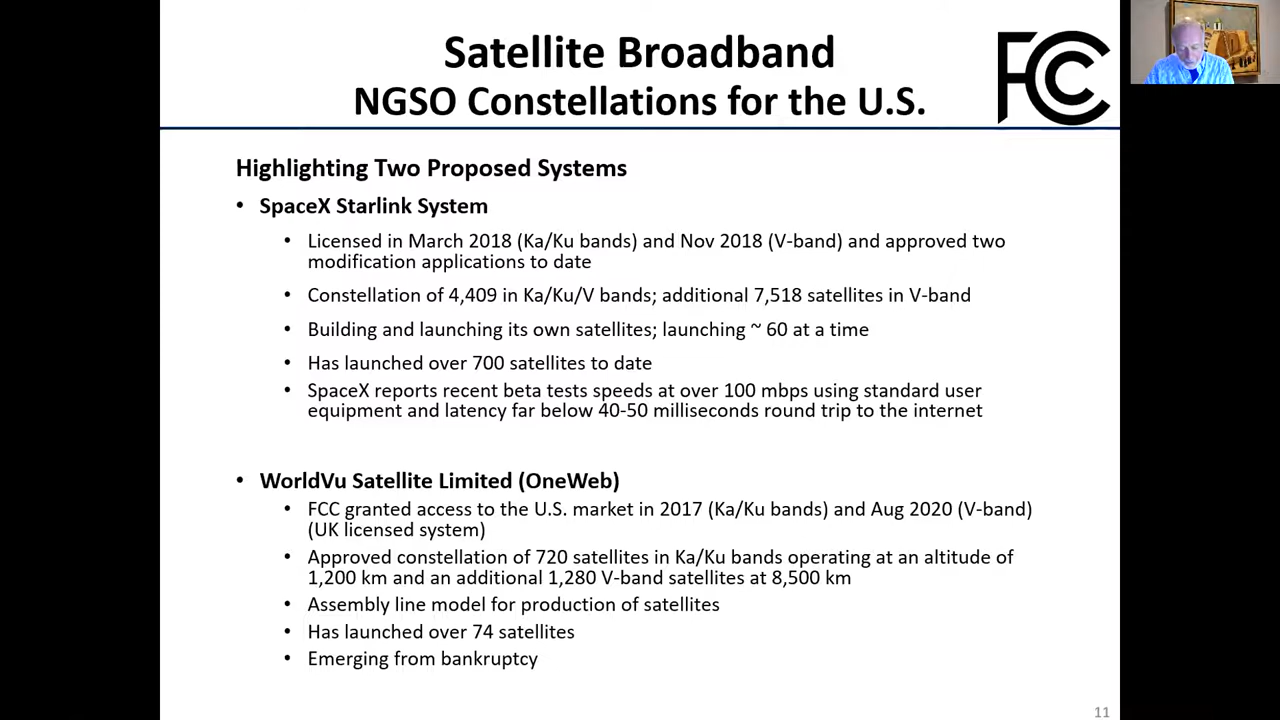 Satellite Broadband
NGSO Constellations for the U.S.
FCC
Highlighting Two Proposed Systems
• SpaceX Starlink System
• Licensed in March 2018 (Ka/Ku bands) and Nov 2018 (V-band) and approved two
modification applications to date
• Constellation of 4,409 in Ka/Ku/V bands; additional 7,518 satellites in V-band
• Building and launching its own satellites; launching ~ 60 at a time
• Has launched over 700 satellites to date
• SpaceX reports recent beta tests speeds at over 100 mbps using standard user
equipment and latency far below 40-50 milliseconds round trip to the internet
• WorldVu Satellite Limited (OneWeb)
• FCC granted access to the U.S. market in 2017 (Ka/Ku bands) and Aug 2020 (V-band)
(UK licensed system)
• Approved constellation of 720 satellites in Ka/Ku bands operating at an altitude of
1,200 km and an additional 1,280 V-band satellites at 8,500 km
• Assembly line model for production of satellites
• Has launched over 74 satellites
• Emerging from bankruptcy
11